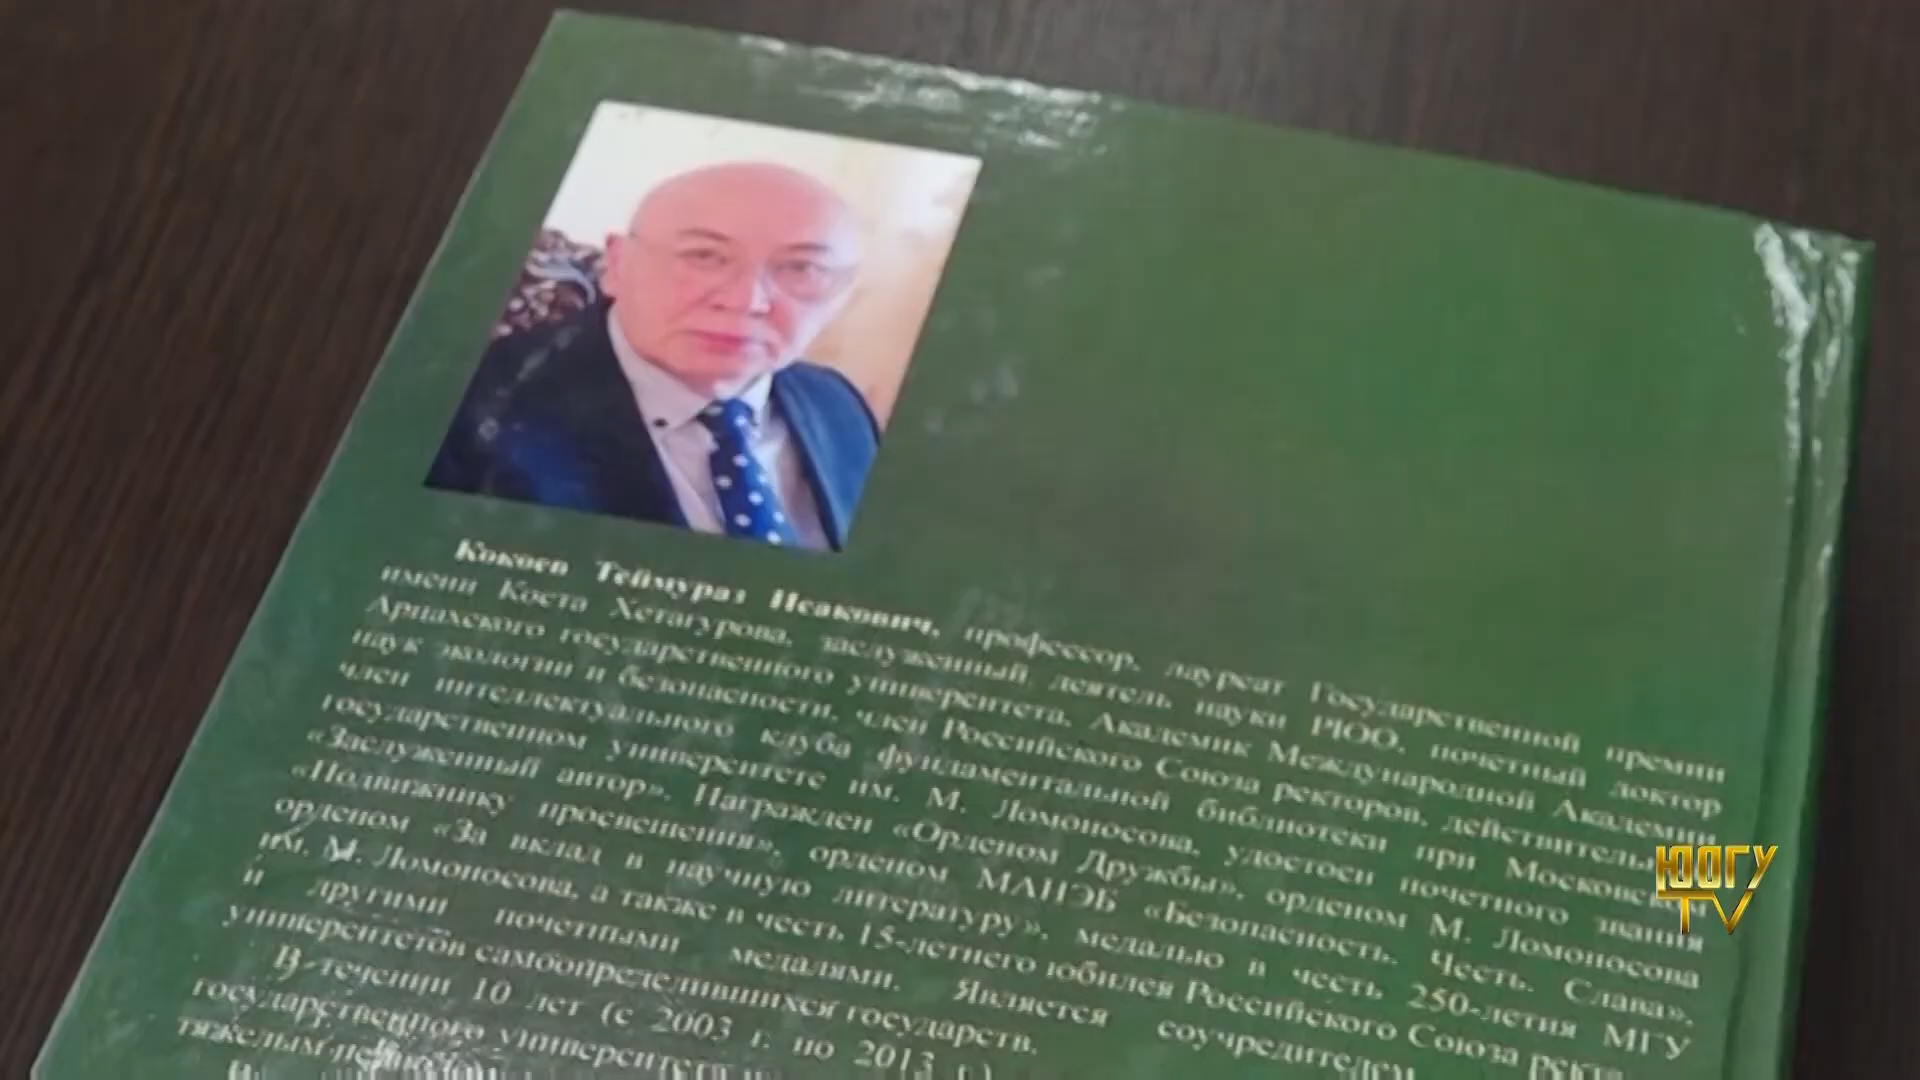 Кокоев Теймураз Исакович, профессор, лауреат Государственной премии
имени Коста Хетагурова, заслуженный деятель науки РЮО, почетный доктор
Арцахского государственного университета, Академик Международной Академии
наук экологии и безопасности, член Российского Союза ректоров, действительный
член интеллектуального клуба фундаментальной библиотеки при Московском
государственном университете им. М. Ломоносова, удостоен почетного звания
«Заслуженный автор». Награжден «Орденом Дружбы», орденом М. Ломоносова
«Подвижнику просвещения», орденом МАНЭБ «Безопасность. Честь. Слава»,
орденом «За вклад в научную литературу», медалью в честь 250-летия МГУ
им. М. Ломоносова, а также в честь 15-летнего юбилея Российского Союза
и другими почетными медалями. Является соучредителем
университетов самоопределившихся государств.
В течении 10 лет (с 2003 г. по 2013 г.)
государственного университета
тяжелым
ЮОГУ
TV